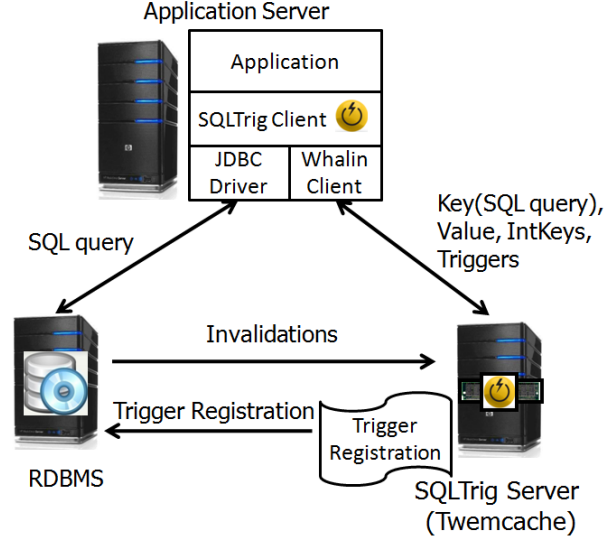 Application Server
Application
SQLTrig Client
JDBC
Driver
Whalin
Client
Key(SQL query),
Value, IntKeys,
Triggers
SQL query
Invalidations
Trigger Registration
Trigger
Registration
RDBMS
SQLTrig Server
(Twemcache)